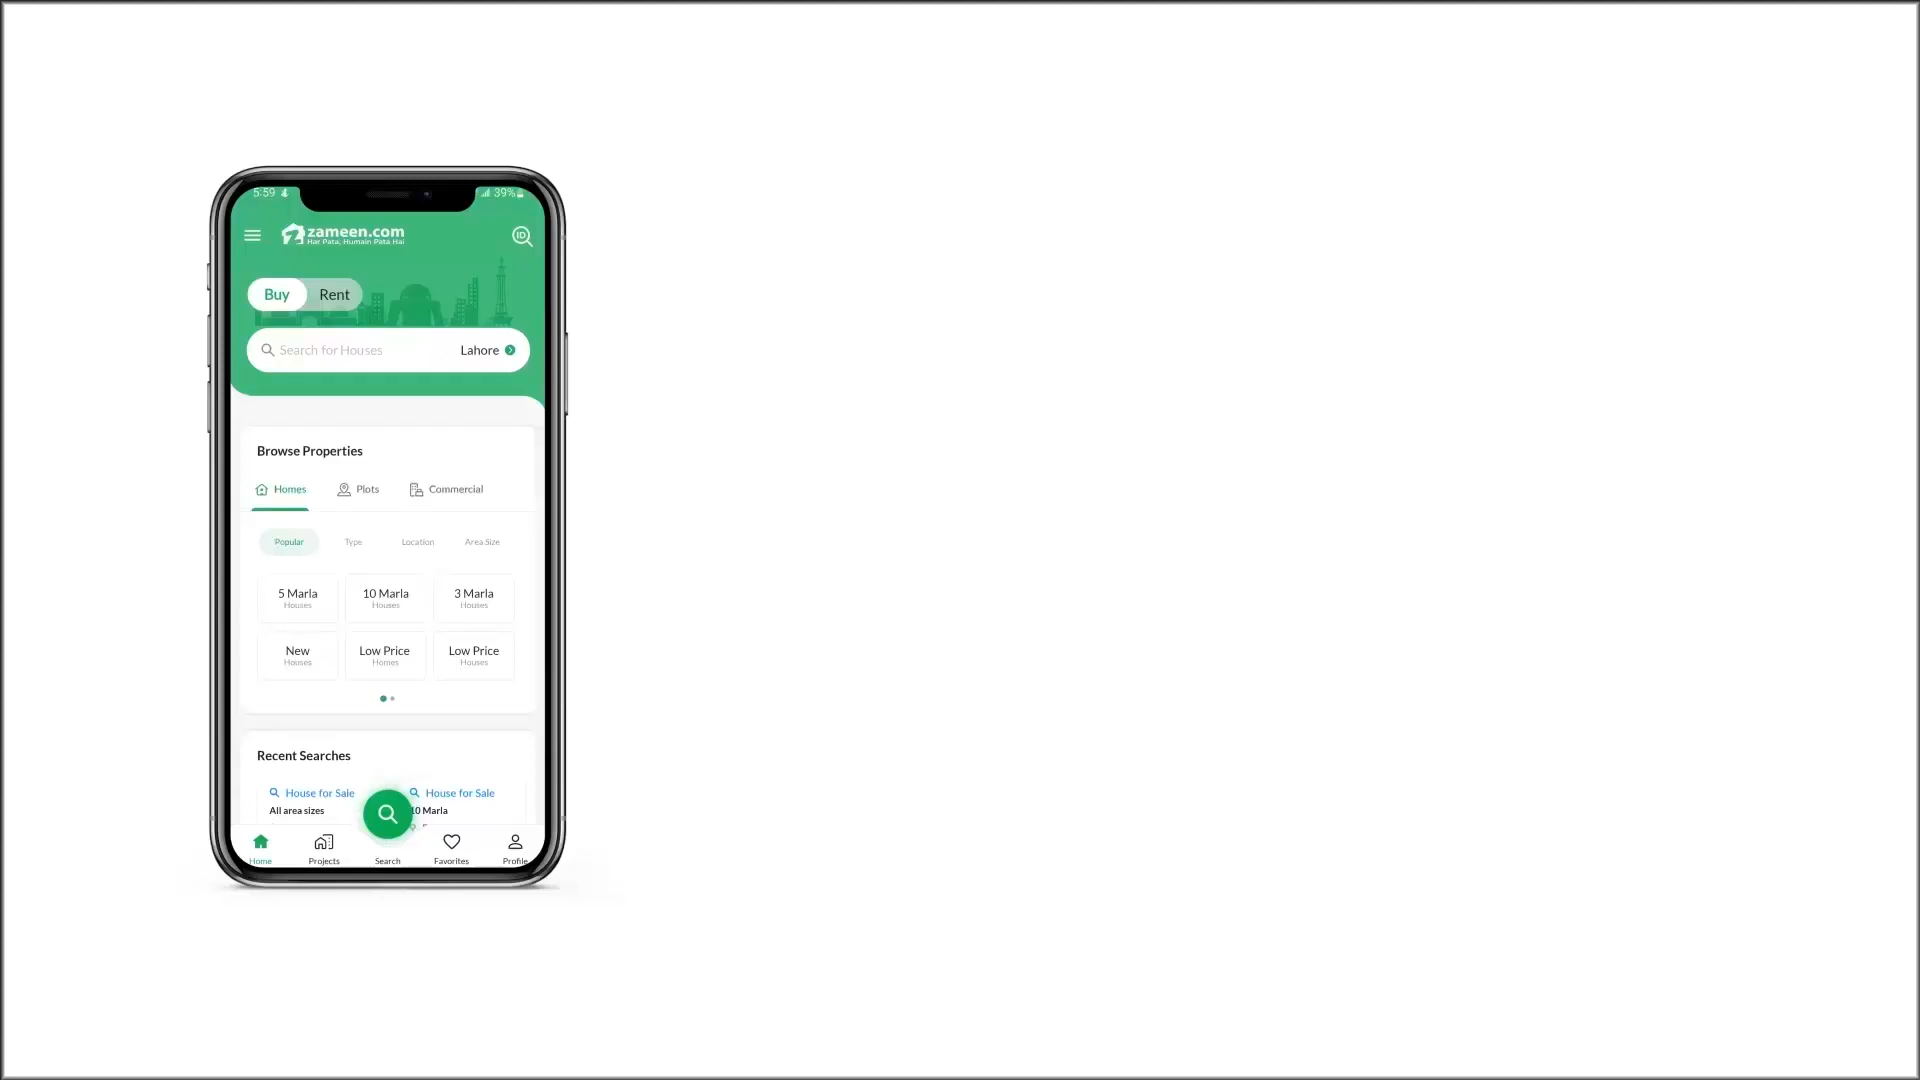 5:59 39%
zameen.com
Har Pata, Humain Pata Hai
ID
Buy Rent
Search for Houses Lahore
Browse Properties
Homes Plots Commercial
Popular Type Location Area Size
5 Marla 10 Marla 3 Marla
Houses Houses Houses
New Low Price Low Price
Houses Homes Houses
Recent Searches
House for Sale House for Sale
All area sizes 10 Marla
Home Projects Search Favorites Profile